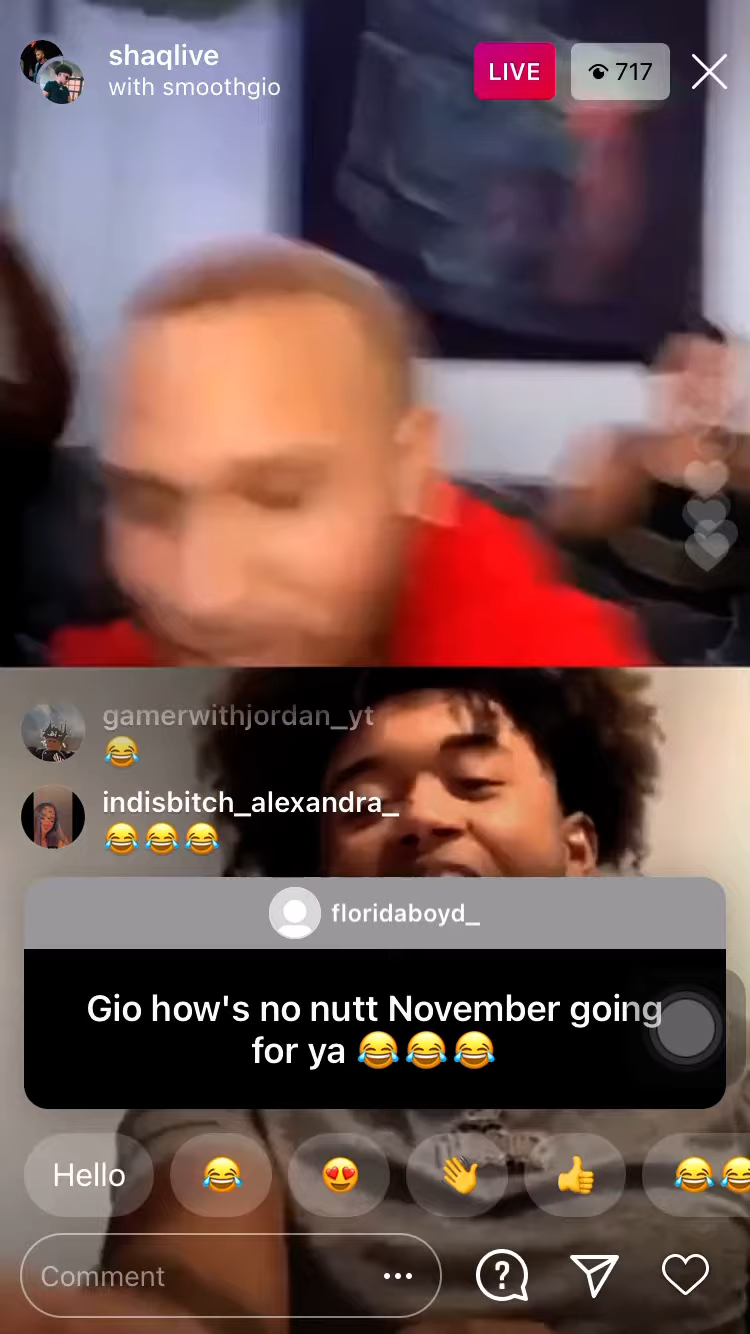 shaqlive
with smoothgio
LIVE
717
gamerwithjordan_yt
😂
indisbitch_alexandra_
😂😂😂
floridaboyd_
Gio how's no nutt November going
for ya 😂😂😂
Hello 😂 😍 👋 👍 😂😂
Comment